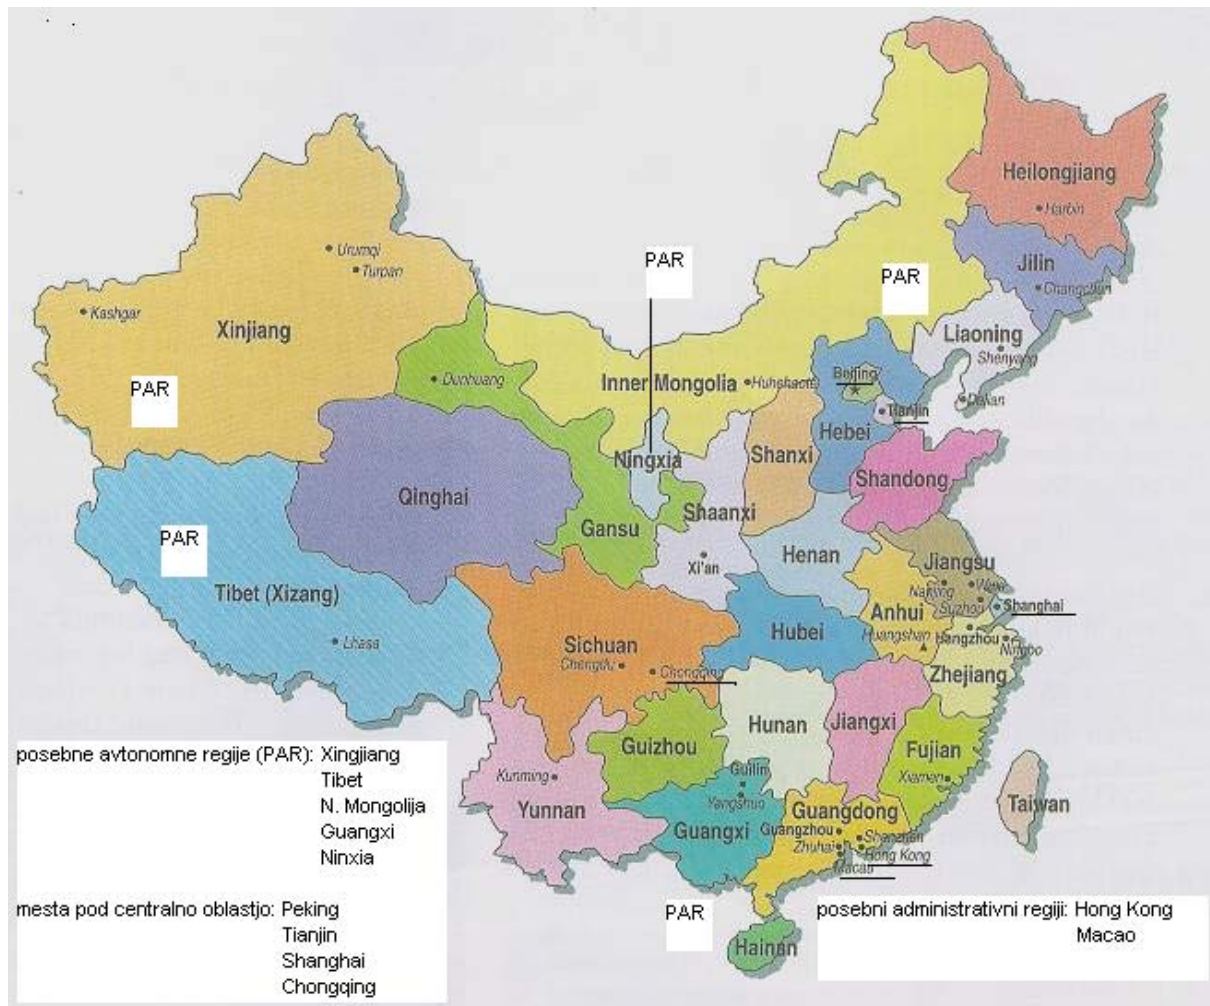 Heilongjiang
Harbin
Jilin
Changchun
Liaoning
Shenyang
Dalian
PAR
PAR
Urumqi
Turpan
Kashgar
Xinjiang
PAR
Dunhuang
Inner Mongolia
Beijing
Tianjin
Hebei
Shanxi
Shandong
Ningxia
Qinghai
Gansu
Shaanxi
Xi'an
Henan
PAR
Tibet (Xizang)
Lhasa
Jiangsu
Nanjing
Wuxi
Suzhou
Shanghai
Anhui
Huangshan
Hangzhou
Ningbo
Zhejiang
Hubei
Sichuan
Chengdu
Chongqing
Hunan
Jiangxi
Fujian
Xiamen
Guizhou
Kunming
Yunnan
Guilin
Yangshuo
Guangxi
Guangdong
Guangzhou
Shenzhen
Zhuhai
Hong Kong
Macao
Taiwan
PAR
Hainan
posebne avtonomne regije (PAR): Xingjiang
Tibet
N. Mongolija
Guangxi
Ninxia
mesta pod centralno oblastjo: Peking
Tianjin
Shanghai
Chongqing
posebni administrativni regiji: Hong Kong
Macao